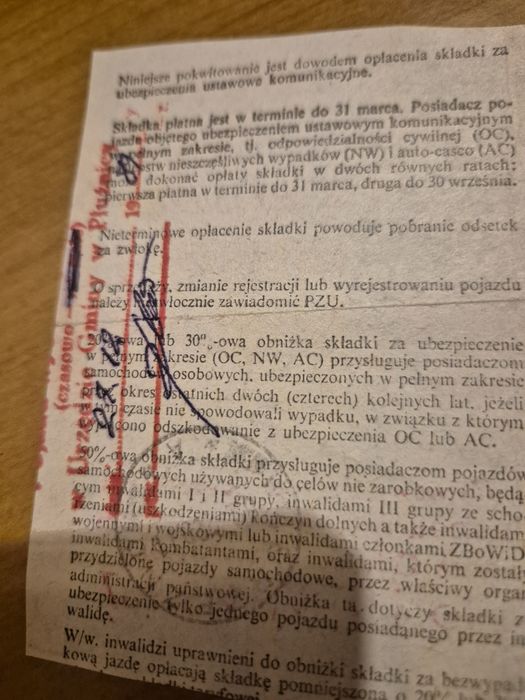 Niniejsze pokwitowanie jest dowodem opłacenia składki za
ubezpieczenia ustawowe komunikacyjne.
Składka płatna jest w terminie do 31 marca. Posiadacz po-
jazdu objętego ubezpieczeniem ustawowym komunikacyjnym
w pełnym zakresie, tj. odpowiedzialności cywilnej (OC),
następstw nieszczęśliwych wypadków (NW) i auto-casco (AC)
może dokonać opłaty składki w dwóch równych ratach:
pierwsza płatna w terminie do 31 marca, druga do 30 września.
Nieterminowe opłacenie składki powoduje pobranie odsetek
za zwłokę.
O sprzedaży, zmianie rejestracji lub wyrejestrowaniu pojazdu
należy niezwłocznie zawiadomić PZU.
20%-owa lub 30%-owa obniżka składki za ubezpieczenie
w pełnym zakresie (OC, NW, AC) przysługuje posiadaczom
samochodów osobowych, ubezpieczonych w pełnym zakresie
przez okres ostatnich dwóch (czterech) kolejnych lat, jeżeli
w tym czasie nie spowodowali wypadku, w związku z którym
wypłacono odszkodowanie z ubezpieczenia OC lub AC.
50%-owa obniżka składki przysługuje posiadaczom pojazdów
samochodowych używanych do celów nie zarobkowych, będą
cym inwalidami I i II grupy, inwalidami III grupy ze scho
rzeniami (uszkodzeniami) kończyn dolnych a także inwalidam
wojennymi i wojskowymi lub inwalidami członkami ZBoWiD
inwalidami kombatantami, oraz inwalidami, którym został
przydzielone pojazdy samochodowe, przez właściwy organ
administracji państwowej. Obniżka ta dotyczy składki z
ubezpieczenie tylko jednego pojazdu posiadanego przez in
walidę.
W/w. inwalidzi uprawnieni do obniżki składki za bezwypa
kową jazdę opłacają składkę pomniejszoną o 20%
(czasowo
w Urzędzie Gminy w Płużnicy
19